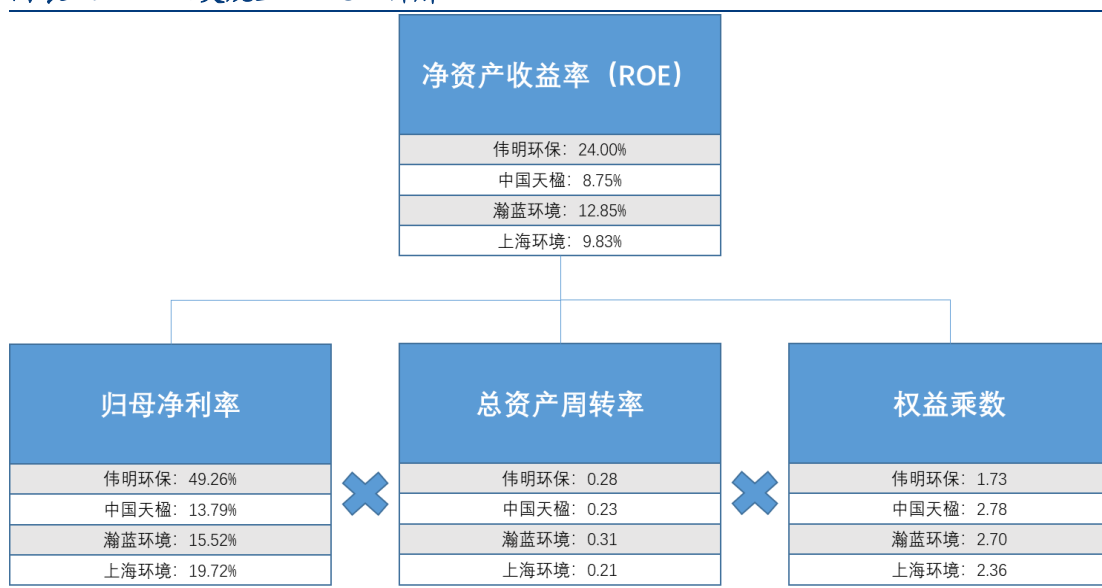 净资产收益率（ROE）
伟明环保：24.00%
中国天楹：8.75%
瀚蓝环境：12.85%
上海环境：9.83%
归母净利率
伟明环保：49.26%
中国天楹：13.79%
瀚蓝环境：15.52%
上海环境：19.72%
总资产周转率
伟明环保：0.28
中国天楹：0.23
瀚蓝环境：0.31
上海环境：0.21
权益乘数
伟明环保：1.73
中国天楹：2.78
瀚蓝环境：2.70
上海环境：2.36